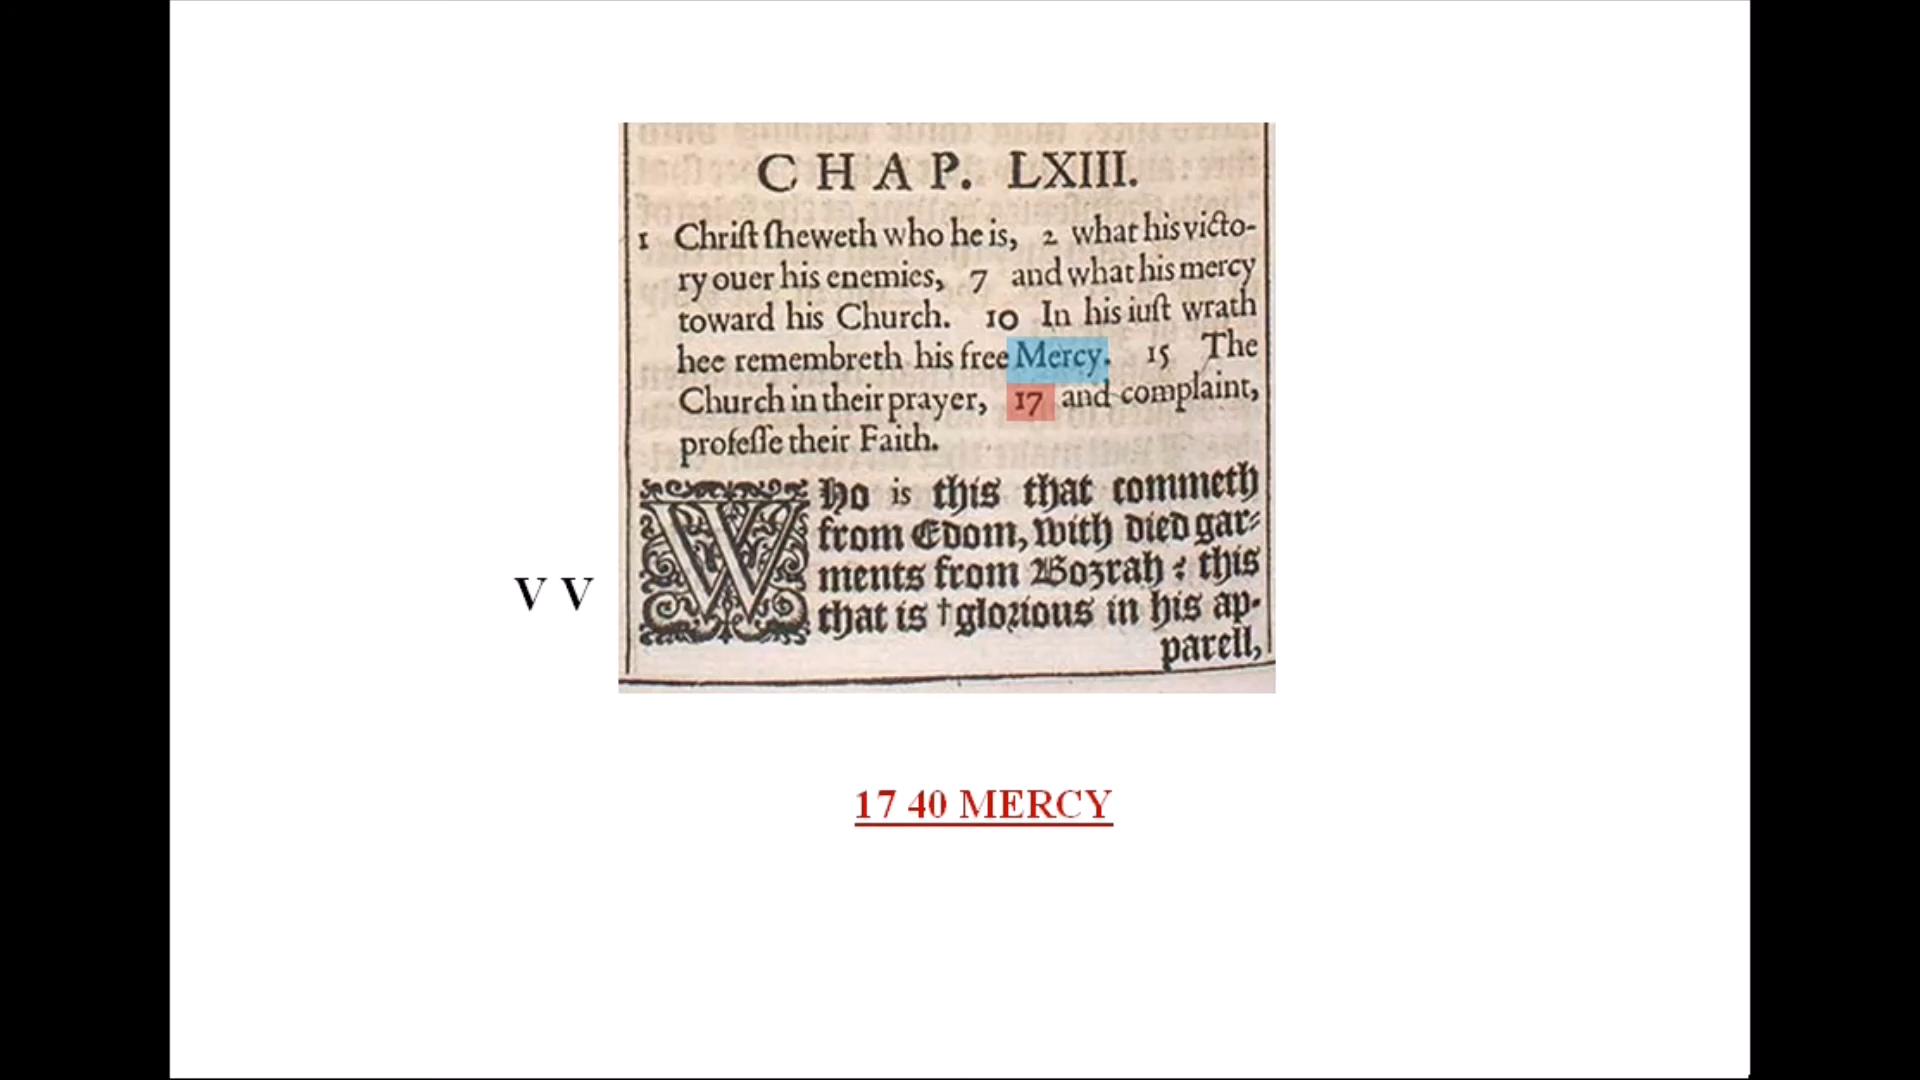 CHAP. LXIII.
1 Chriſt ſheweth who he is, 2 what his victo-
ry ouer his enemies, 7 and what his mercy
toward his Church. 10 In his iuſt wrath
hee remembreth his free Mercy. 15 The
Church in their prayer, 17 and complaint,
profeſſe their Faith.
Who is this that commeth
from Edom, with died gar-
ments from Bozrah? this
that is †glorious in his ap-
parell,
V V
17 40 MERCY